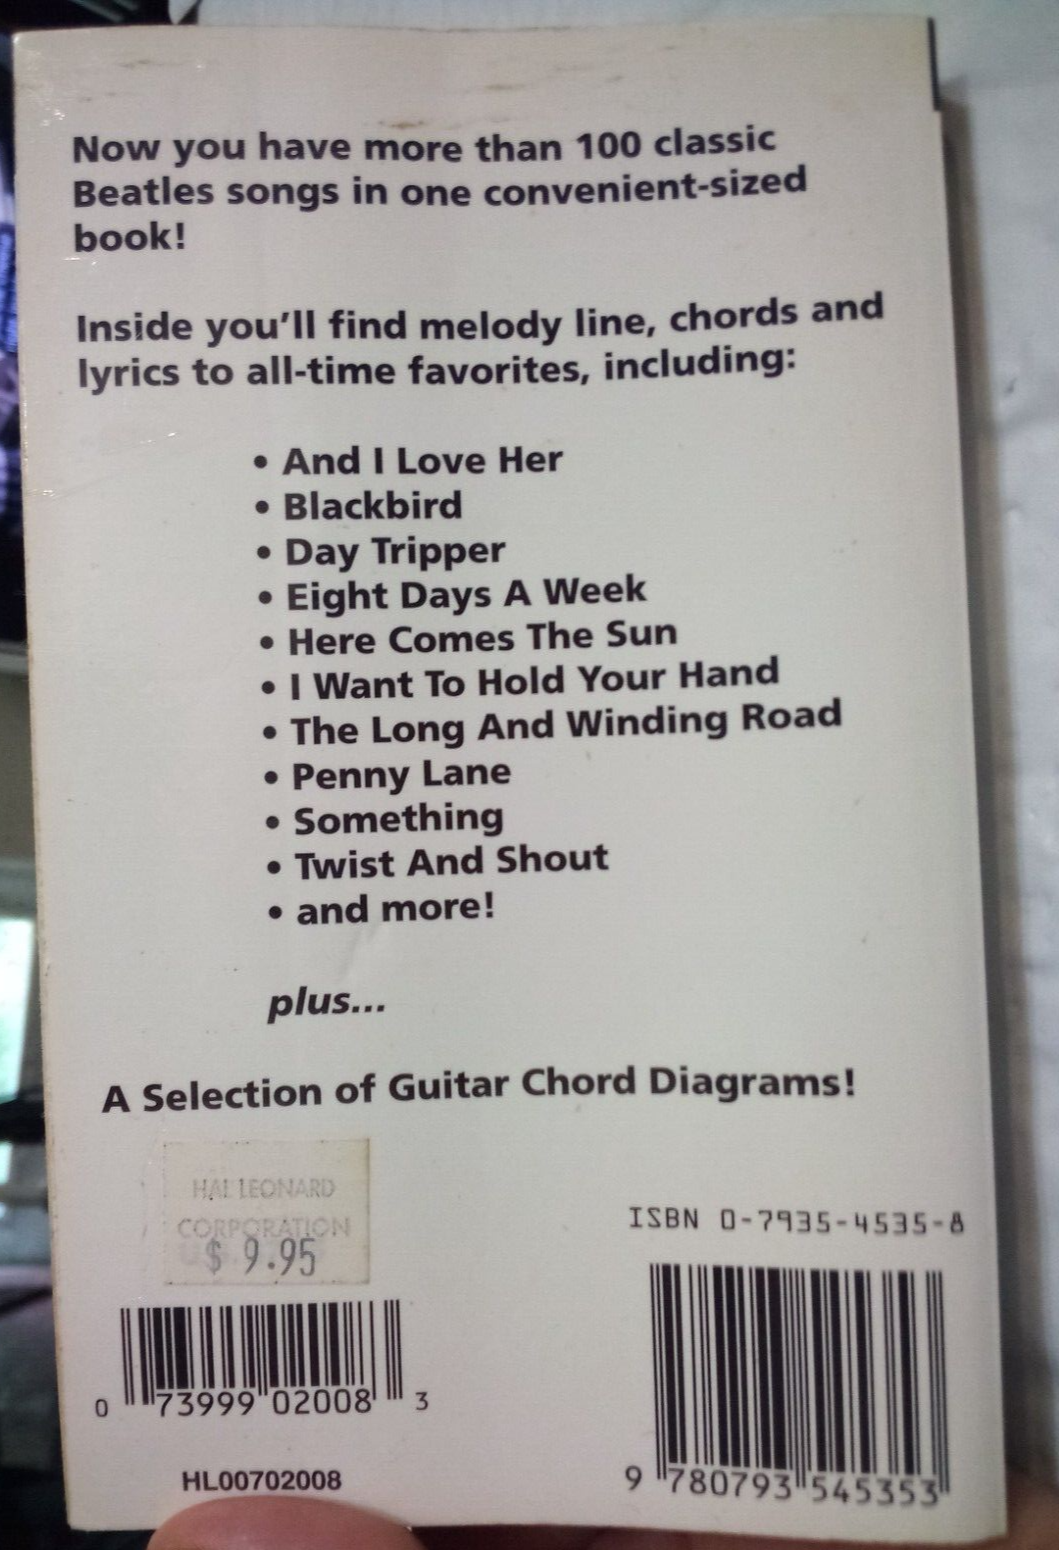 Now you have more than 100 classic
Beatles songs in one convenient-sized
book!
Inside you'll find melody line, chords and
lyrics to all-time favorites, including:
• And I Love Her
• Blackbird
• Day Tripper
• Eight Days A Week
• Here Comes The Sun
• I Want To Hold Your Hand
• The Long And Winding Road
• Penny Lane
• Something
• Twist And Shout
• and more!
plus...
A Selection of Guitar Chord Diagrams!
HAL LEONARD
CORPORATION
$ 9.95
ISBN 0-7935-4535-8
0 73999 02008 3
9 780793 545353
HL00702008